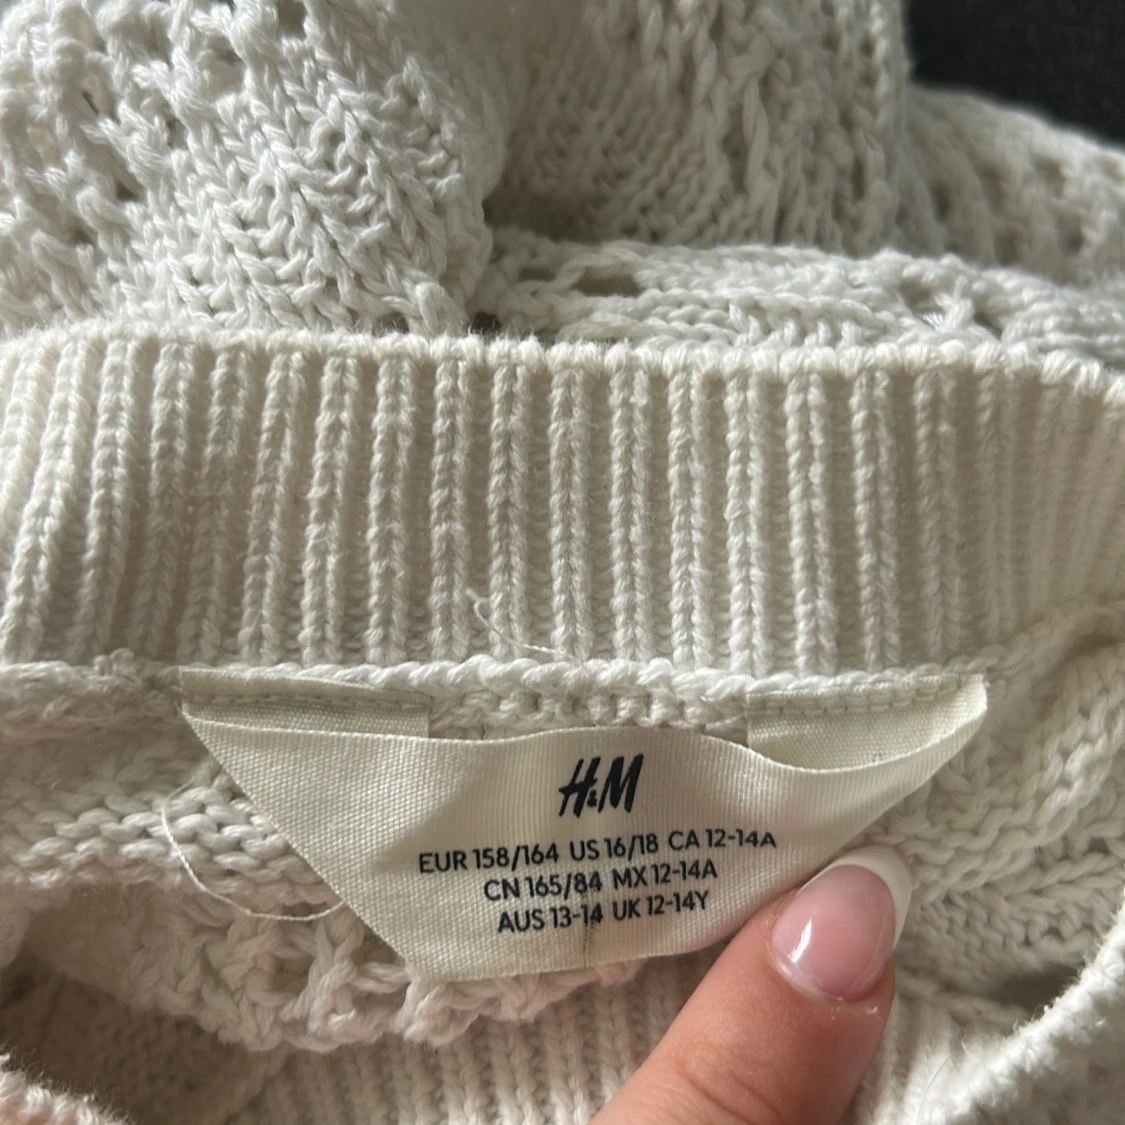 H&M
EUR 158/164 US 16/18 CA 12-14A
CN 165/84 MX 12-14A
AUS 13-14 UK 12-14Y